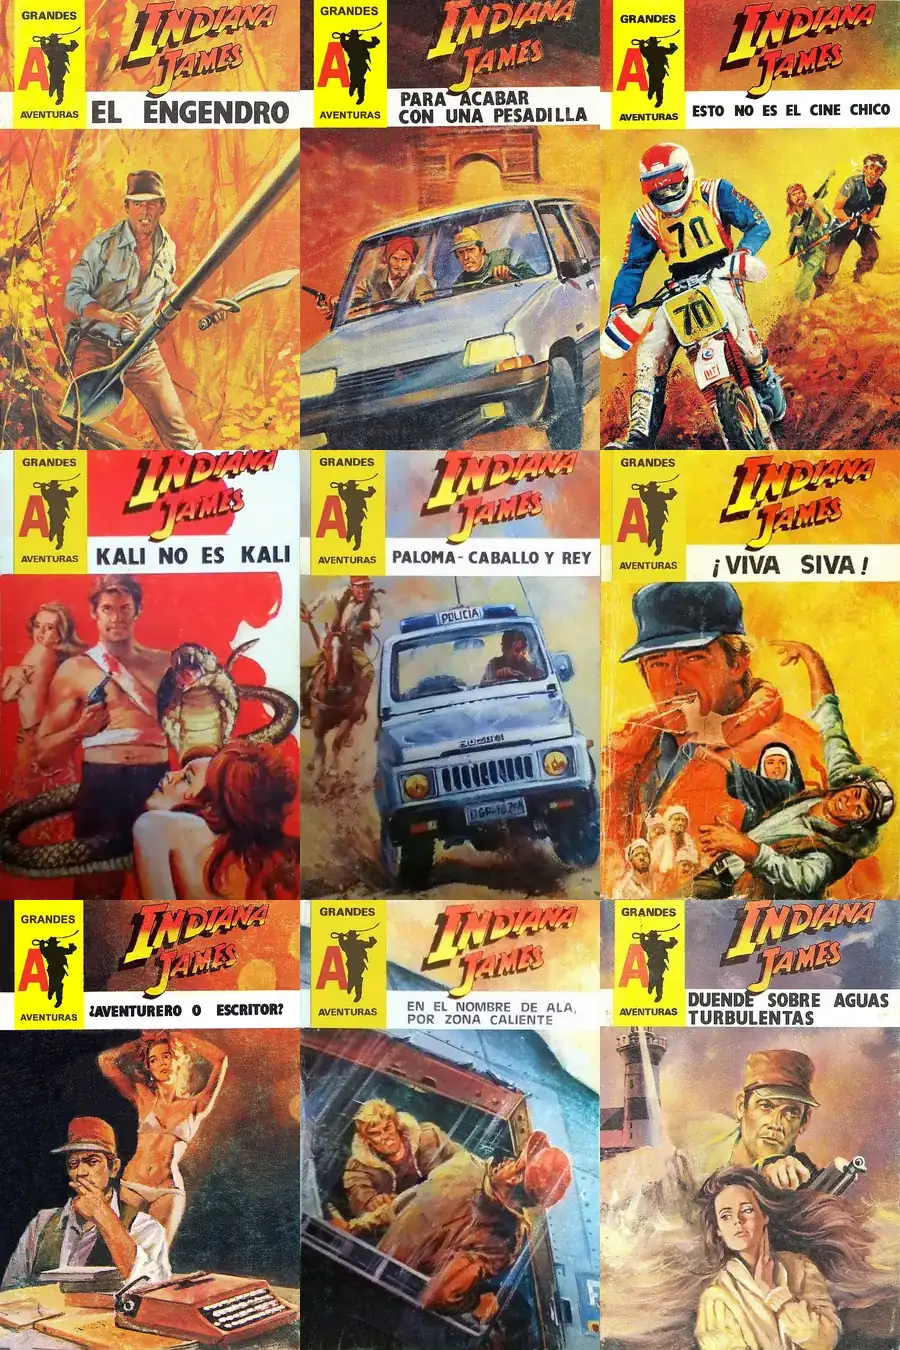 GRANDES
A
AVENTURAS
INDIANA
JAMES
EL ENGENDRO
GRANDES
A
AVENTURAS
INDIANA
JAMES
PARA ACABAR
CON UNA PESADILLA
GRANDES
A
AVENTURAS
INDIANA
JAMES
ESTO NO ES EL CINE CHICO
70
70
GRANDES
A
AVENTURAS
INDIANA
JAMES
KALI NO ES KALI
GRANDES
A
AVENTURAS
INDIANA
JAMES
PALOMA-CABALLO Y REY
POLICIA
GRANDES
A
AVENTURAS
INDIANA
JAMES
¡VIVA SIVA!
GRANDES
A
AVENTURAS
INDIANA
JAMES
¿AVENTURERO O ESCRITOR?
GRANDES
A
AVENTURAS
INDIANA
JAMES
EN EL NOMBRE DE ALA,
POR ZONA CALIENTE
GRANDES
A
AVENTURAS
INDIANA
JAMES
DUENDE SOBRE AGUAS
TURBULENTAS